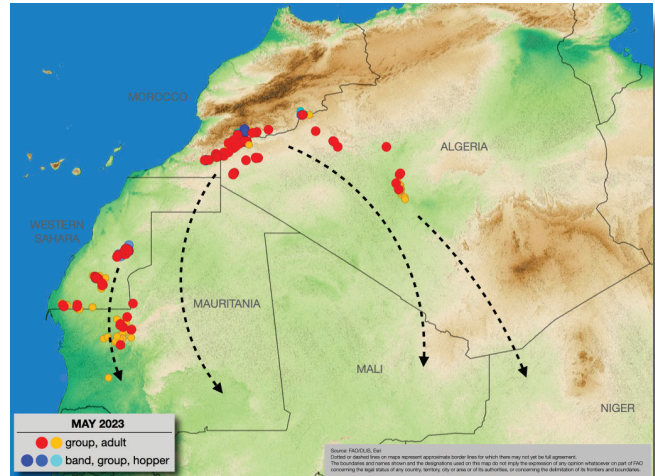 MOROCCO
ALGERIA
WESTERN
SAHARA
MAURITANIA
MALI
NIGER
MAY 2023
group, adult
band, group, hopper
Source: FAO/DLIS, Esri
Dotted or dashed lines on maps represent approximate border lines for which there may not yet be full agreement.
The boundaries and names shown and the designations used on this map do not imply the expression of any opinion whatsoever on part of FAO
concerning the legal status of any country, territory, city or area or of its authorities, or concerning the delimitation of its frontiers and boundaries.